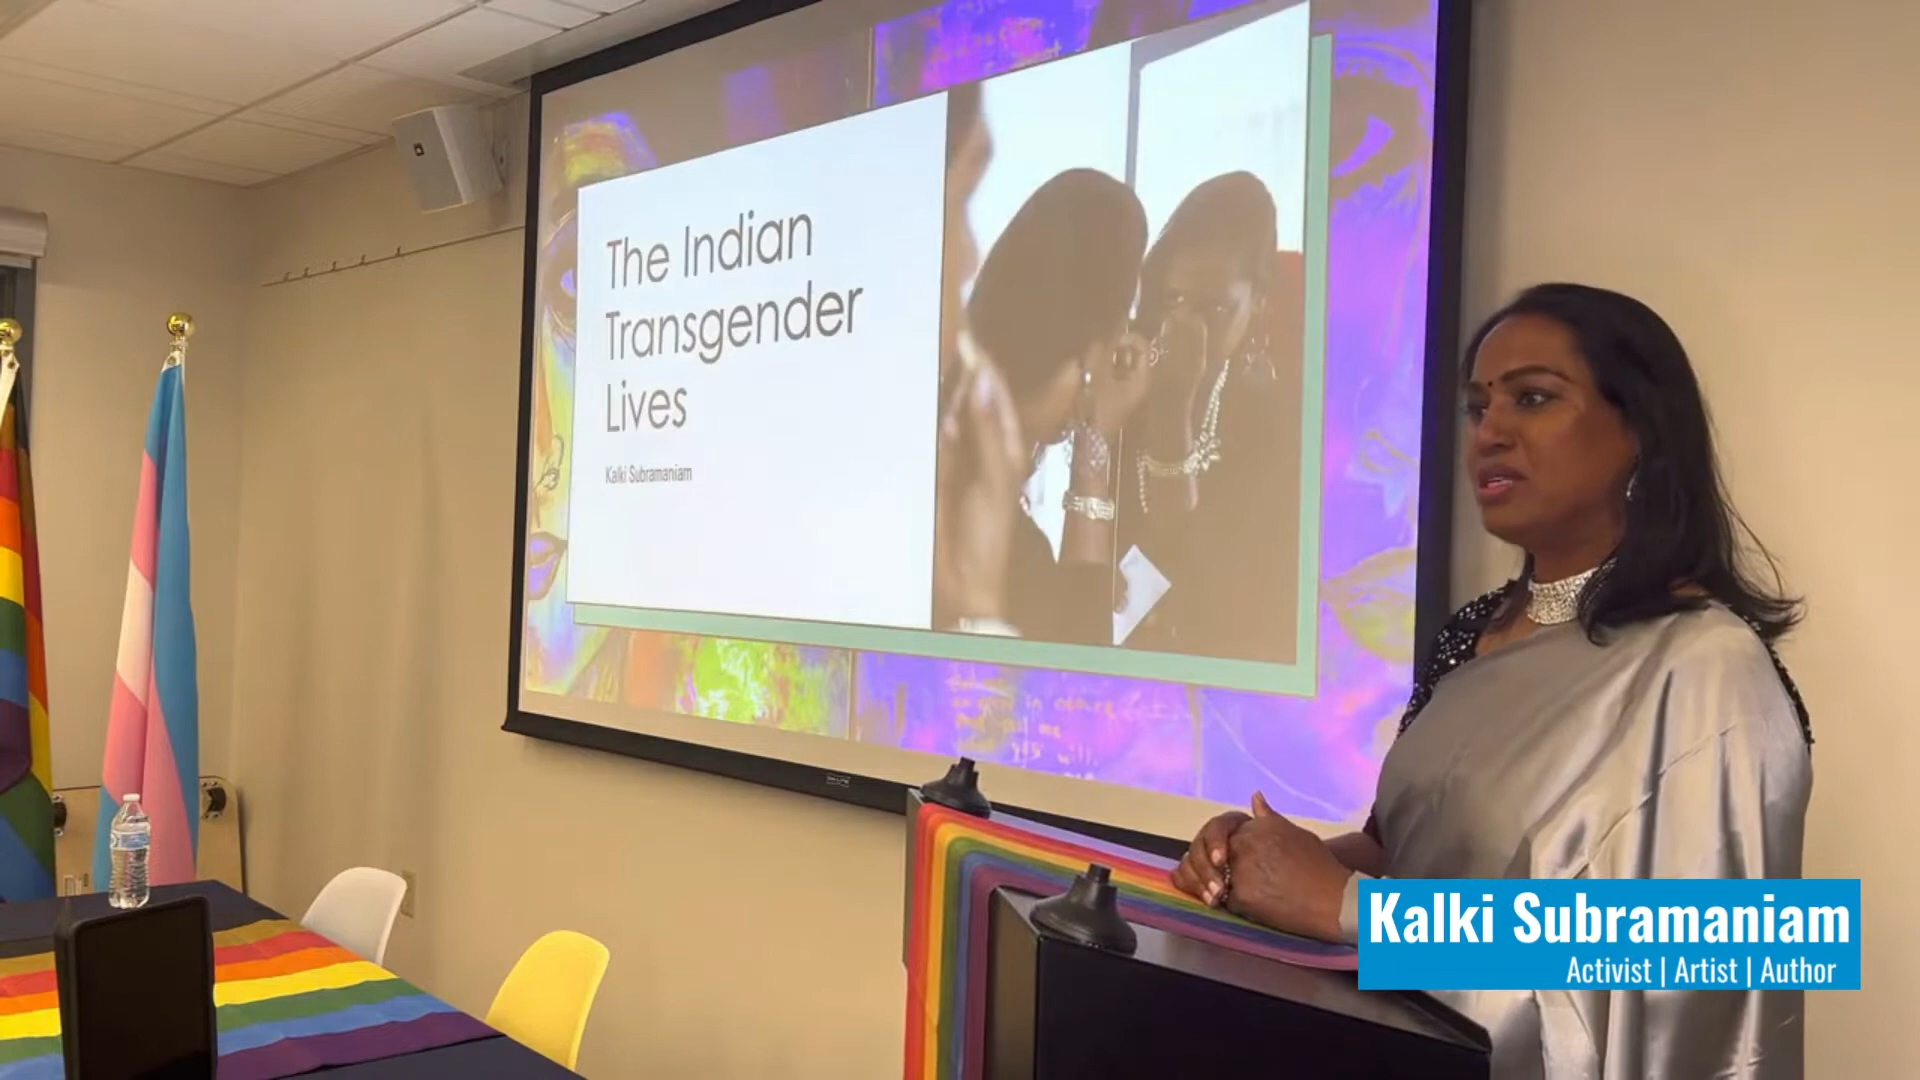 The Indian
Transgender
Lives
Kalki Subramaniam
Kalki Subramaniam
Activist | Artist | Author